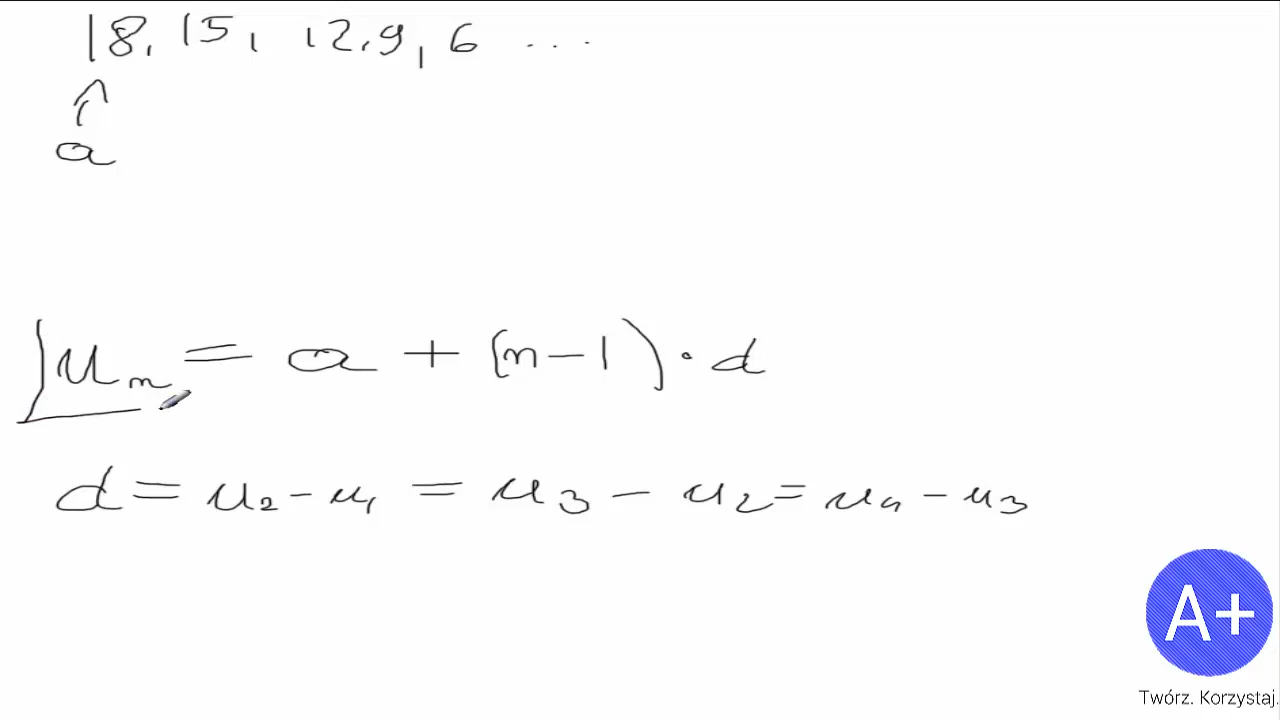 18, 15, 12, 9, 6 ...
a
u_n = a + (n-1) · d
d = u_2 - u_1 = u_3 - u_2 = u_4 - u_3
A+
Twórz. Korzystaj.